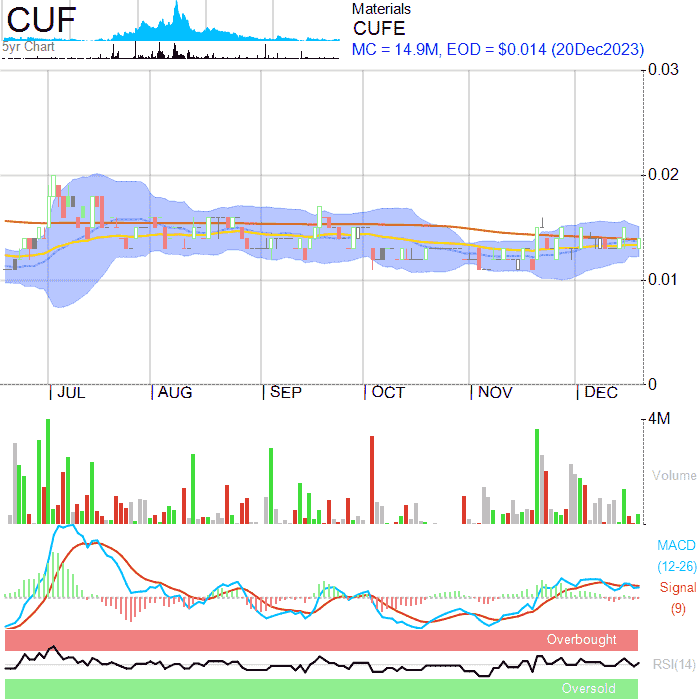 CUF
5yr Chart
Materials
CUFE
MC = 14.9M, EOD = $0.014 (20Dec2023)
0.03
0.02
0.01
0
JUL AUG SEP OCT NOV DEC
4M
Volume
MACD
(12-26)
Signal
(9)
Overbought
RSI(14)
Oversold